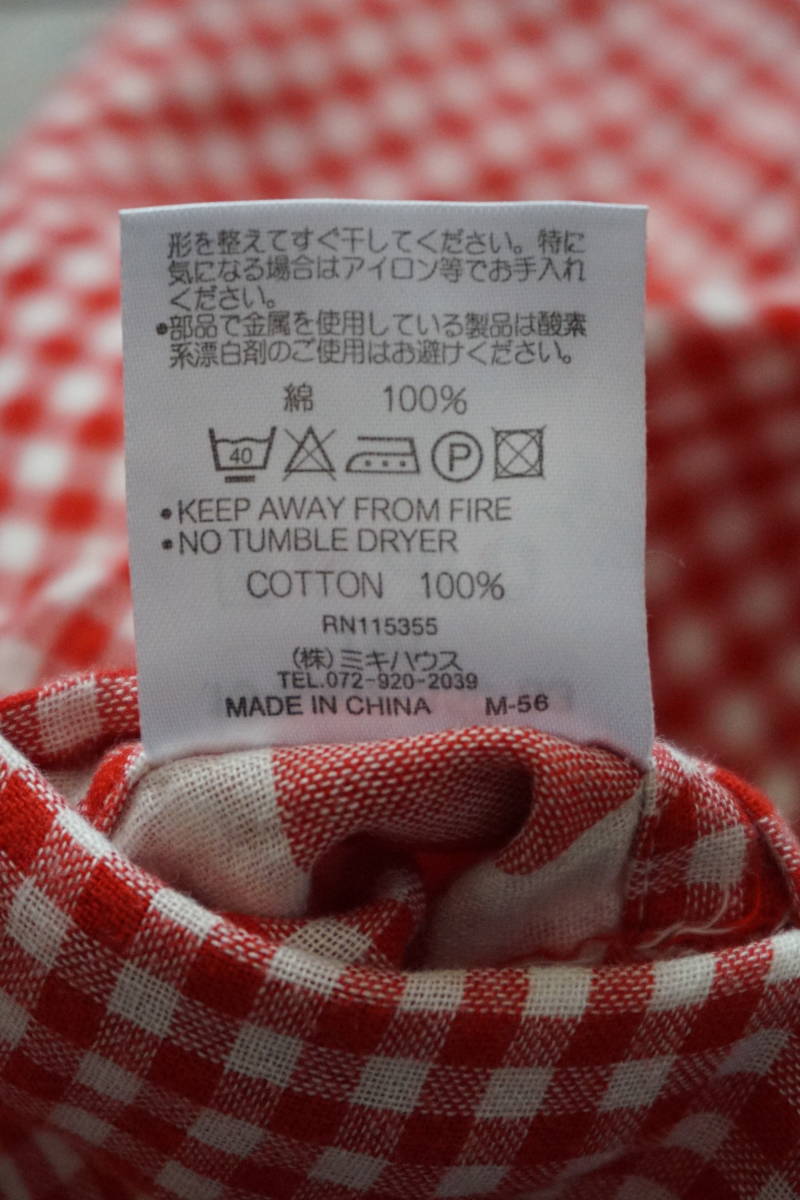 形を整えてすぐ干してください。特に
気になる場合はアイロン等でお手入れ
ください。
●部品で金属を使用している製品は酸素
系漂白剤のご使用はお避けください。
綿 100%
40 P
●KEEP AWAY FROM FIRE
●NO TUMBLE DRYER
COTTON 100%
RN115355
(株)ミキハウス
TEL.072-920-2039
MADE IN CHINA M-56